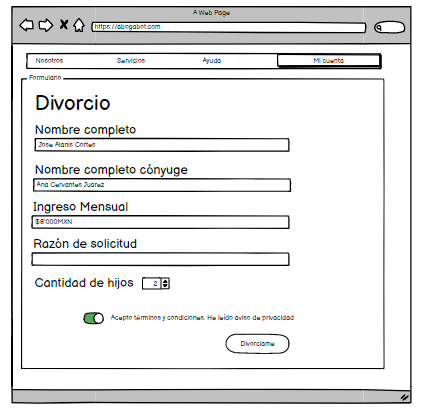 A Web Page
https://abogabot.com
Nosotros Servicios Ayuda Mi cuenta
Formulario
Divorcio
Nombre completo
Jose Alanis Cortes
Nombre completo cónyuge
Ana Cervantes Juarez
Ingreso Mensual
$8'000MXN
Razón de solicitud
Cantidad de hijos 2
Acepto términos y condiciones. He leído aviso de privacidad
Divorciame